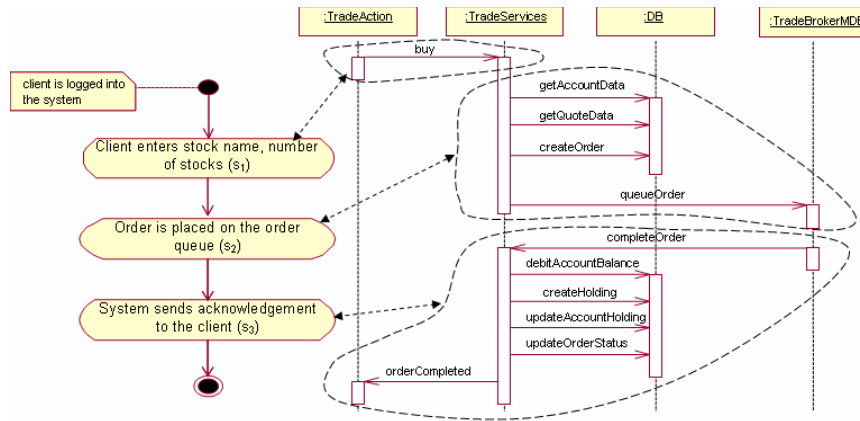 :TradeAction
:TradeServices
:DB
:TradeBrokerMDB
client is logged into
the system
Client enters stock name, number
of stocks (s1)
Order is placed on the order
queue (s2)
System sends acknowledgement
to the client (s3)
buy
getAccountData
getQuoteData
createOrder
queueOrder
completeOrder
debitAccountBalance
createHolding
updateAccountHolding
updateOrderStatus
orderCompleted